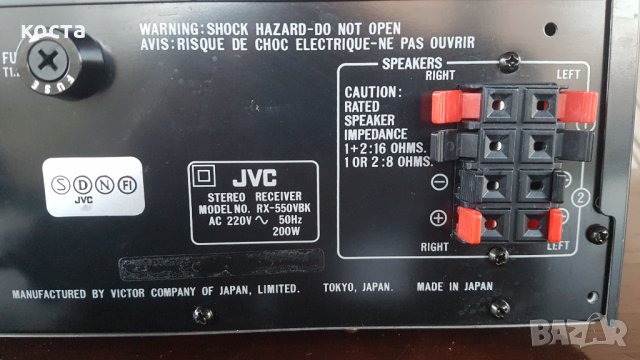 коста
WARNING:SHOCK HAZARD-DO NOT OPEN
AVIS:RISQUE DE CHOC ELECTRIQUE-NE PAS OUVRIR
FUSE
SPEAKERS
RIGHT LEFT
CAUTION:
RATED
SPEAKER
IMPEDANCE
1+2:16 OHMS.
1 OR 2:8 OHMS.
S D N FI
JVC
JVC
STEREO RECEIVER
MODEL NO. RX-550VBK
AC 220V ~ 50Hz
200W
⊖ ⊖
2
⊕ ⊕
RIGHT LEFT
MANUFACTURED BY VICTOR COMPANY OF JAPAN, LIMITED. TOKYO, JAPAN. MADE IN JAPAN
BAZAR